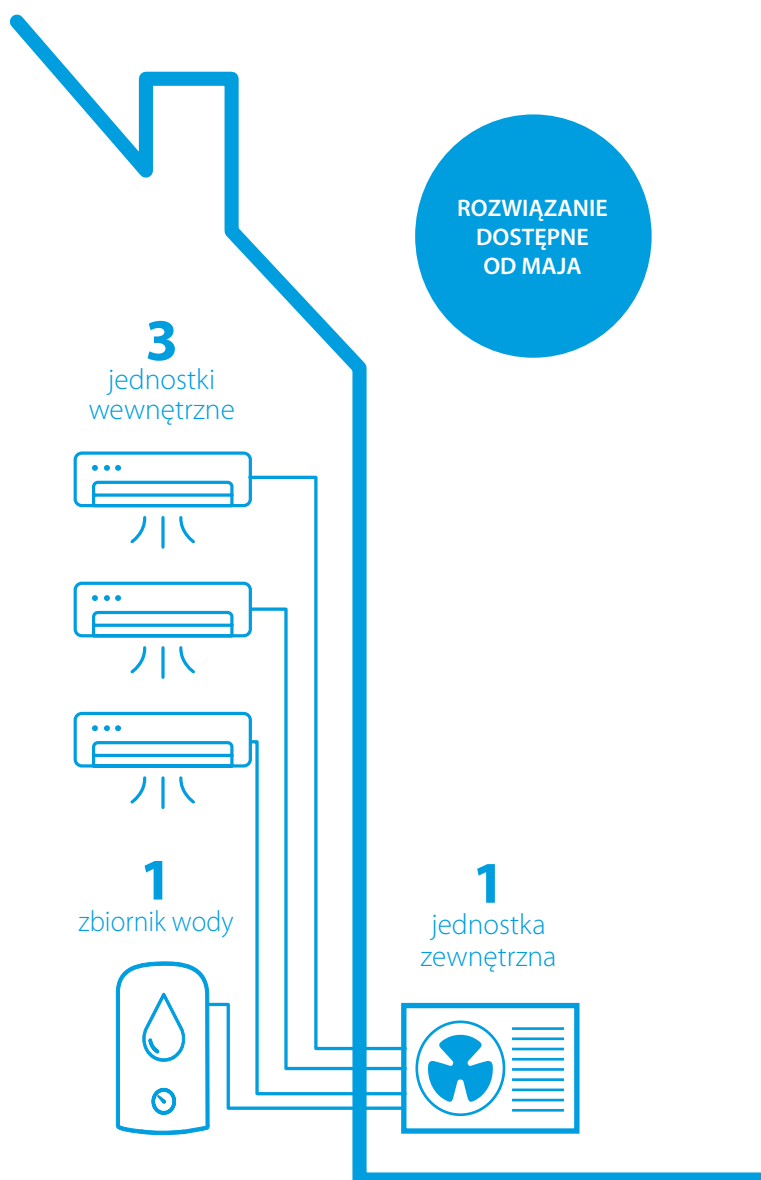 ROZWIĄZANIE
DOSTĘPNE
OD MAJA
3
jednostki
wewnętrzne
1
zbiornik wody
1
jednostka
zewnętrzna